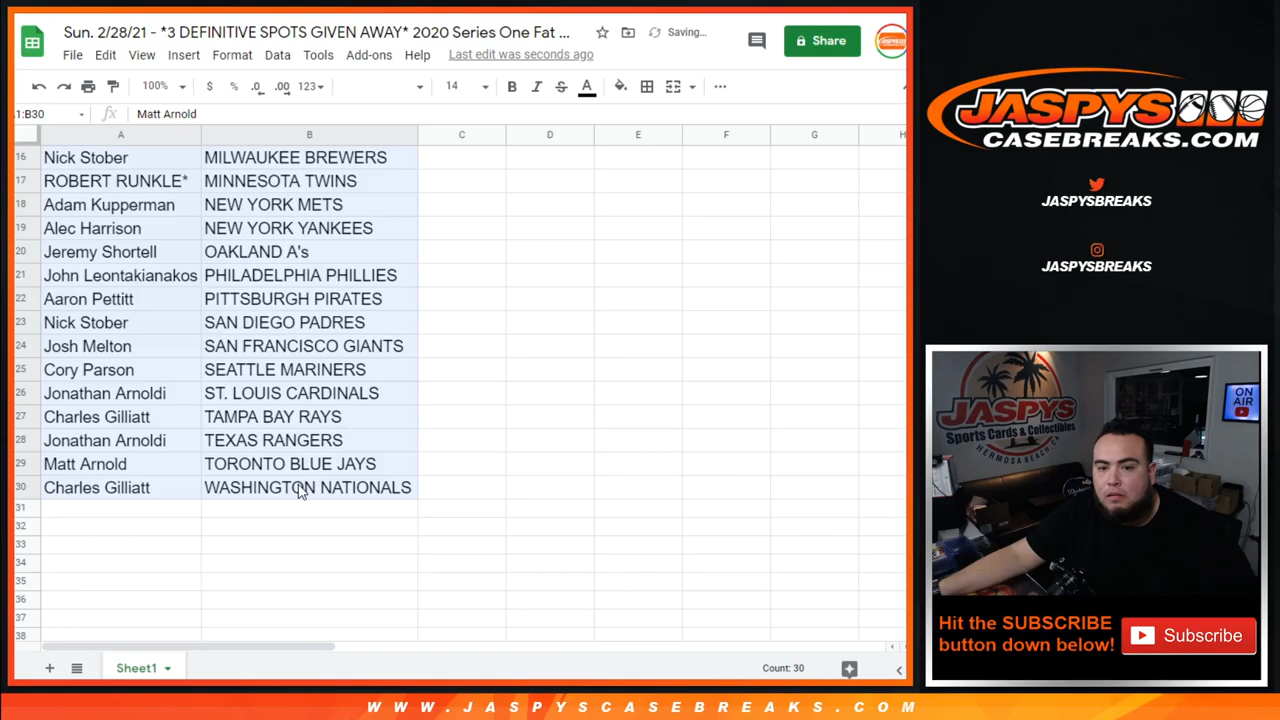 Sun. 2/28/21 - *3 DEFINITIVE SPOTS GIVEN AWAY* 2020 Series One Fat ...
Saving...
Share
File Edit View Insert Format Data Tools Add-ons Help
Last edit was seconds ago
100% $ % .0 .00 123 14 B I S A ...
1:B30 fx Matt Arnold
A B C D E F G H
16 Nick Stober MILWAUKEE BREWERS
17 ROBERT RUNKLE* MINNESOTA TWINS
18 Adam Kupperman NEW YORK METS
19 Alec Harrison NEW YORK YANKEES
20 Jeremy Shortell OAKLAND A's
21 John Leontakianakos PHILADELPHIA PHILLIES
22 Aaron Pettitt PITTSBURGH PIRATES
23 Nick Stober SAN DIEGO PADRES
24 Josh Melton SAN FRANCISCO GIANTS
25 Cory Parson SEATTLE MARINERS
26 Jonathan Arnoldi ST. LOUIS CARDINALS
27 Charles Gilliatt TAMPA BAY RAYS
28 Jonathan Arnoldi TEXAS RANGERS
29 Matt Arnold TORONTO BLUE JAYS
30 Charles Gilliatt WASHINGTON NATIONALS
31
32
33
34
35
36
37
38
Sheet1
Count: 30
JASPYS
CASEBREAKS.COM
JASPYSBREAKS
JASPYSBREAKS
JASPYS
Sports Cards & Collectibles
HERMOSA BEACH, CA
ON
AIR
Hit the SUBSCRIBE
button down below!
Subscribe
WWW.JASPYSCASEBREAKS.COM